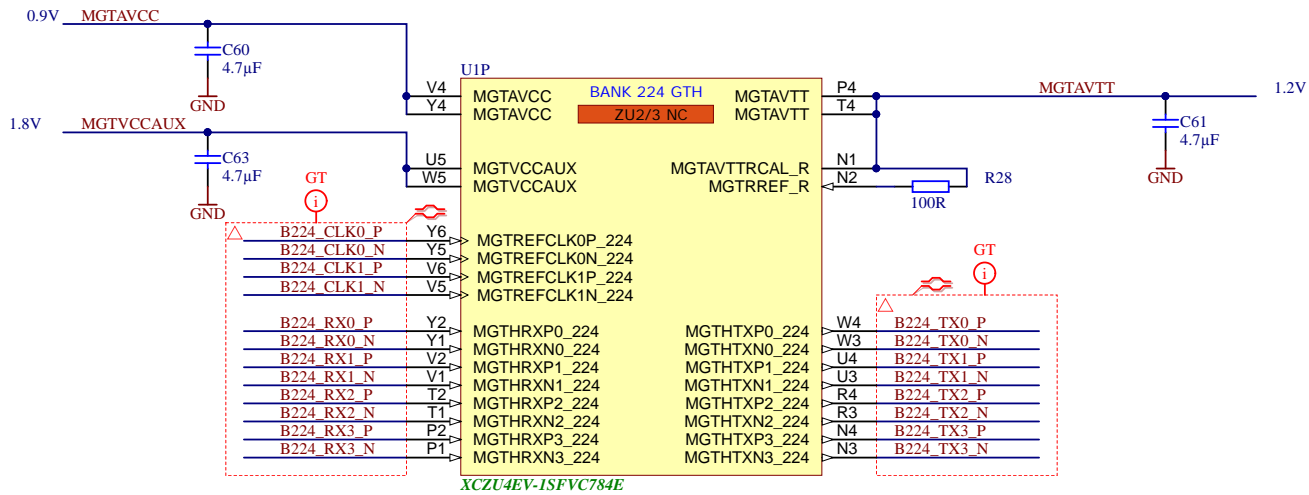 0.9V MGTAVCC
C60
4.7µF
GND
1.8V MGTVCCAUX
C63
4.7µF
GND
U1P
BANK 224 GTH
ZU2/3 NC
V4 MGTAVCC
Y4 MGTAVCC
U5 MGTVCCAUX
W5 MGTVCCAUX
MGTAVTT P4
MGTAVTT T4
MGTAVTTRCAL_R N1
MGTRREF_R N2
MGTAVTT 1.2V
C61
4.7µF
GND
R28
100R
GT
i
B224_CLK0_P Y6 MGTREFCLK0P_224
B224_CLK0_N Y5 MGTREFCLK0N_224
B224_CLK1_P V6 MGTREFCLK1P_224
B224_CLK1_N V5 MGTREFCLK1N_224
B224_RX0_P Y2 MGTHRXP0_224
B224_RX0_N Y1 MGTHRXN0_224
B224_RX1_P V2 MGTHRXP1_224
B224_RX1_N V1 MGTHRXN1_224
B224_RX2_P T2 MGTHRXP2_224
B224_RX2_N T1 MGTHRXN2_224
B224_RX3_P P2 MGTHRXP3_224
B224_RX3_N P1 MGTHRXN3_224
GT
i
MGTHTXP0_224 W4 B224_TX0_P
MGTHTXN0_224 W3 B224_TX0_N
MGTHTXP1_224 U4 B224_TX1_P
MGTHTXN1_224 U3 B224_TX1_N
MGTHTXP2_224 R4 B224_TX2_P
MGTHTXN2_224 R3 B224_TX2_N
MGTHTXP3_224 N4 B224_TX3_P
MGTHTXN3_224 N3 B224_TX3_N
XCZU4EV-1SFVC784E